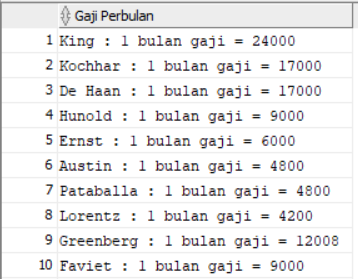 Gaji Perbulan
1 King : 1 bulan gaji = 24000
2 Kochhar : 1 bulan gaji = 17000
3 De Haan : 1 bulan gaji = 17000
4 Hunold : 1 bulan gaji = 9000
5 Ernst : 1 bulan gaji = 6000
6 Austin : 1 bulan gaji = 4800
7 Pataballa : 1 bulan gaji = 4800
8 Lorentz : 1 bulan gaji = 4200
9 Greenberg : 1 bulan gaji = 12008
10 Faviet : 1 bulan gaji = 9000